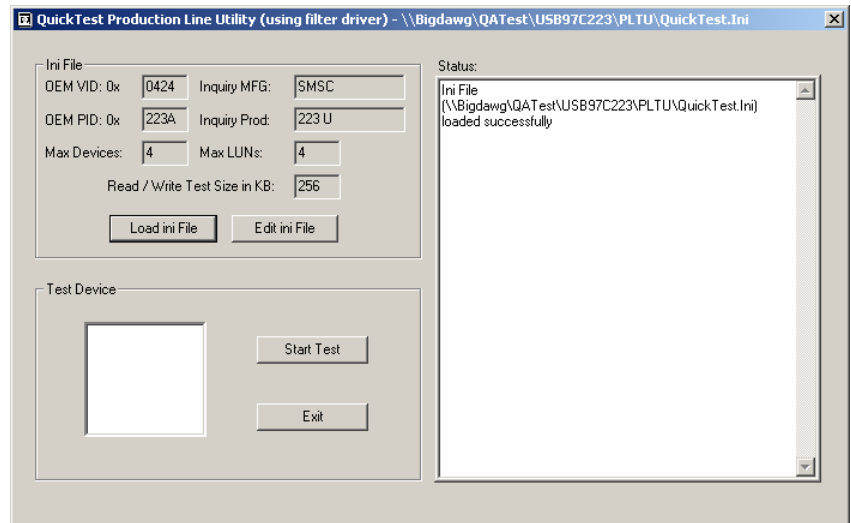 QuickTest Production Line Utility (using filter driver) - \\Bigdawg\QATest\USB97C223\PLTU\QuickTest.Ini
Ini File
OEM VID: 0x 0424 Inquiry MFG: SMSC
OEM PID: 0x 223A Inquiry Prod: 223 U
Max Devices: 4 Max LUNs: 4
Read / Write Test Size in KB: 256
Load ini File Edit ini File
Test Device
Start Test
Exit
Status:
Ini File
(\\Bigdawg\QATest\USB97C223\PLTU\QuickTest.Ini)
loaded successfully